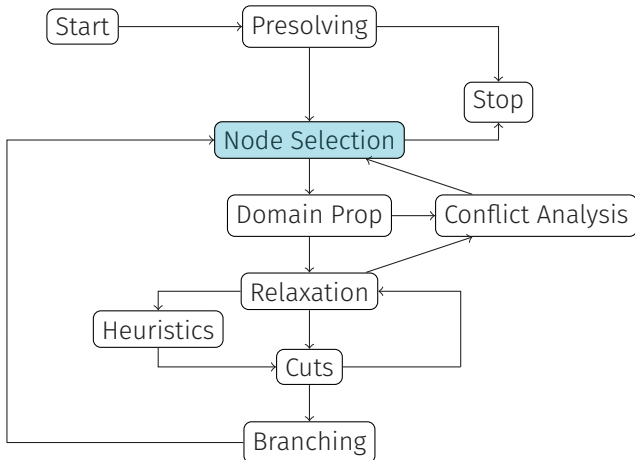 Start
Presolving
Stop
Node Selection
Domain Prop
Conflict Analysis
Relaxation
Heuristics
Cuts
Branching